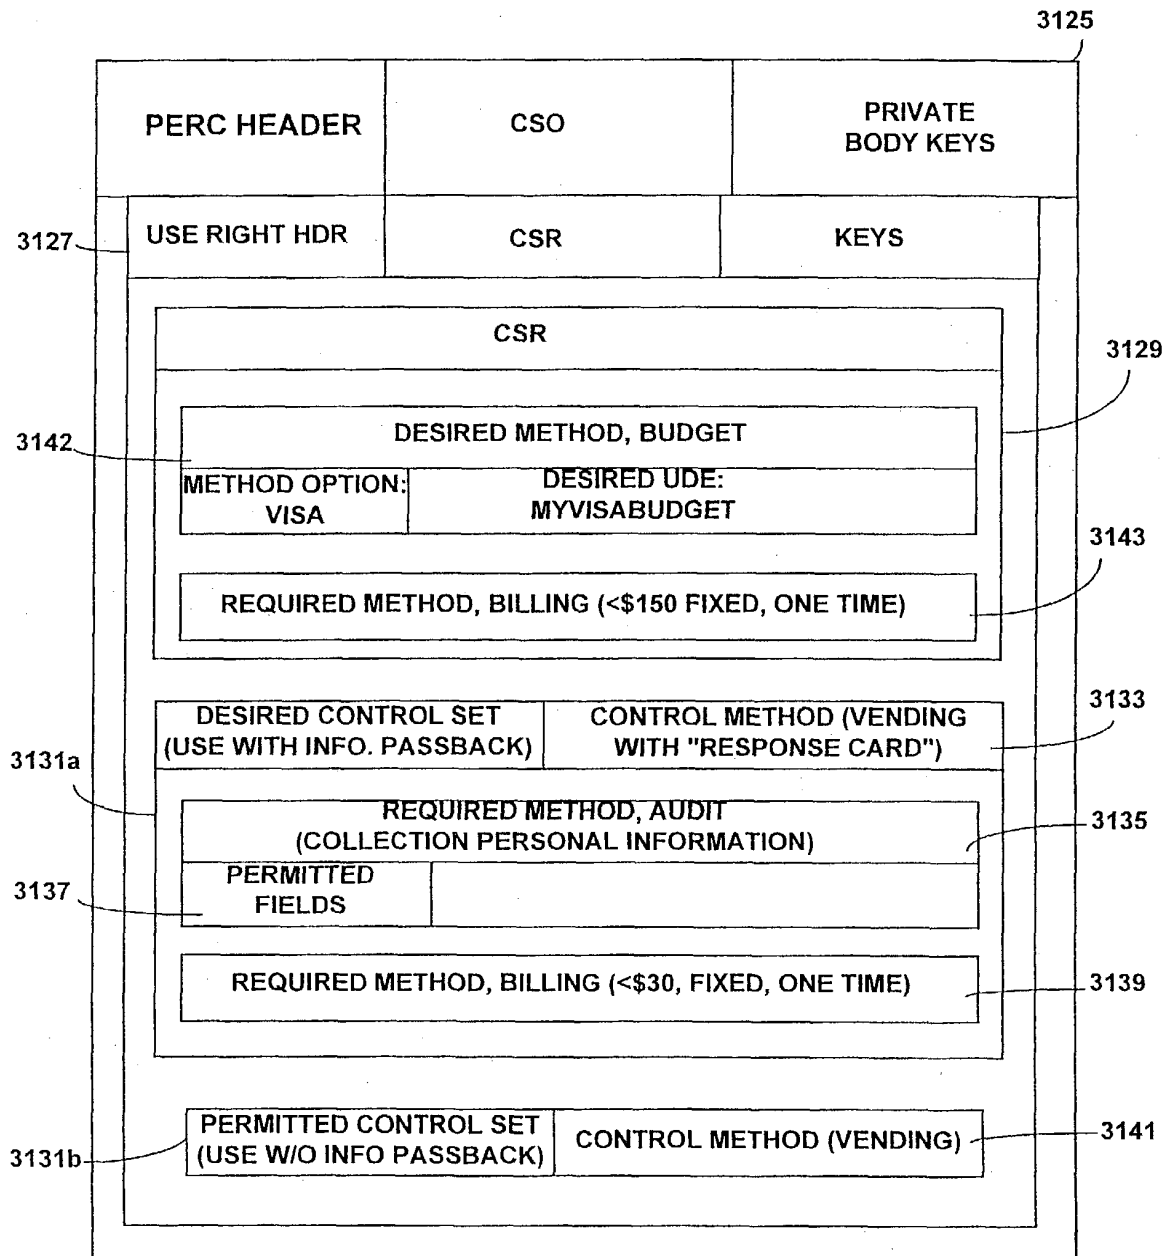 3125
PERC HEADER
CSO
PRIVATE
BODY KEYS
3127
USE RIGHT HDR
CSR
KEYS
CSR
3129
3142
DESIRED METHOD, BUDGET
METHOD OPTION:
VISA
DESIRED UDE:
MYVISABUDGET
3143
REQUIRED METHOD, BILLING (<$150 FIXED, ONE TIME)
3133
DESIRED CONTROL SET
(USE WITH INFO. PASSBACK)
CONTROL METHOD (VENDING
WITH "RESPONSE CARD")
3131a
REQUIRED METHOD, AUDIT
(COLLECTION PERSONAL INFORMATION)
3135
3137
PERMITTED
FIELDS
REQUIRED METHOD, BILLING (<$30, FIXED, ONE TIME)
3139
PERMITTED CONTROL SET
(USE W/O INFO PASSBACK)
CONTROL METHOD (VENDING)
3141
3131b